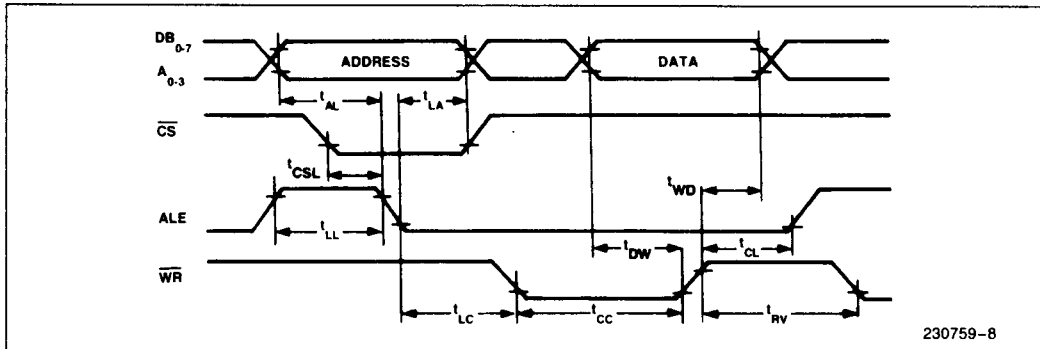 DB0-7
A0-3
ADDRESS
DATA
tAL
tLA
CS
tCSL
tWD
ALE
tLL
tDW
tCL
WR
tLC
tCC
tRV
230759-8